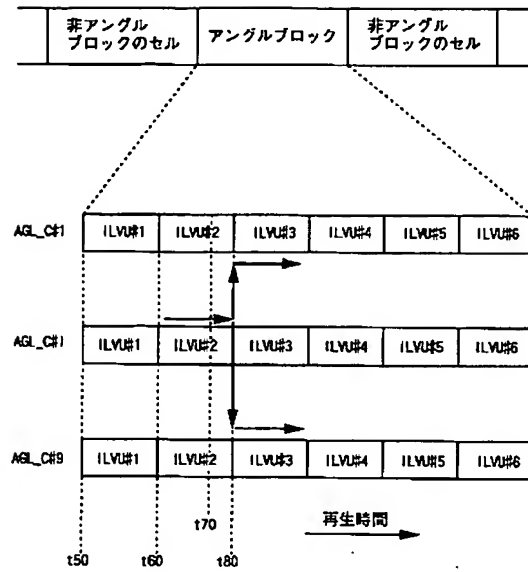 非アングル
ブロックのセル
アングルブロック
非アングル
ブロックのセル
AGL_C#1
ILVU#1
ILVU#2
ILVU#3
ILVU#4
ILVU#5
ILVU#6
AGL_C#i
ILVU#1
ILVU#2
ILVU#3
ILVU#4
ILVU#5
ILVU#6
AGL_C#9
ILVU#1
ILVU#2
ILVU#3
ILVU#4
ILVU#5
ILVU#6
t70
再生時間
t50
t60
t80